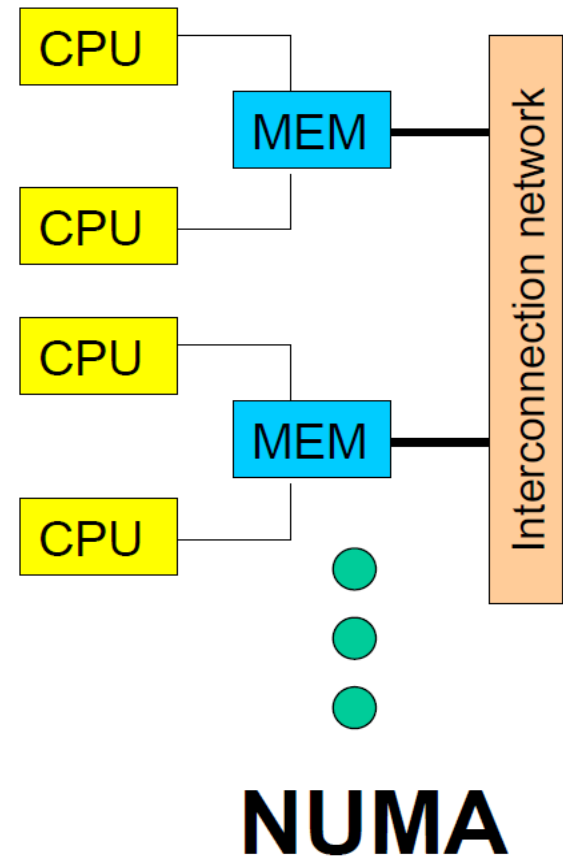 CPU
MEM
CPU
CPU
MEM
CPU
Interconnection network
NUMA